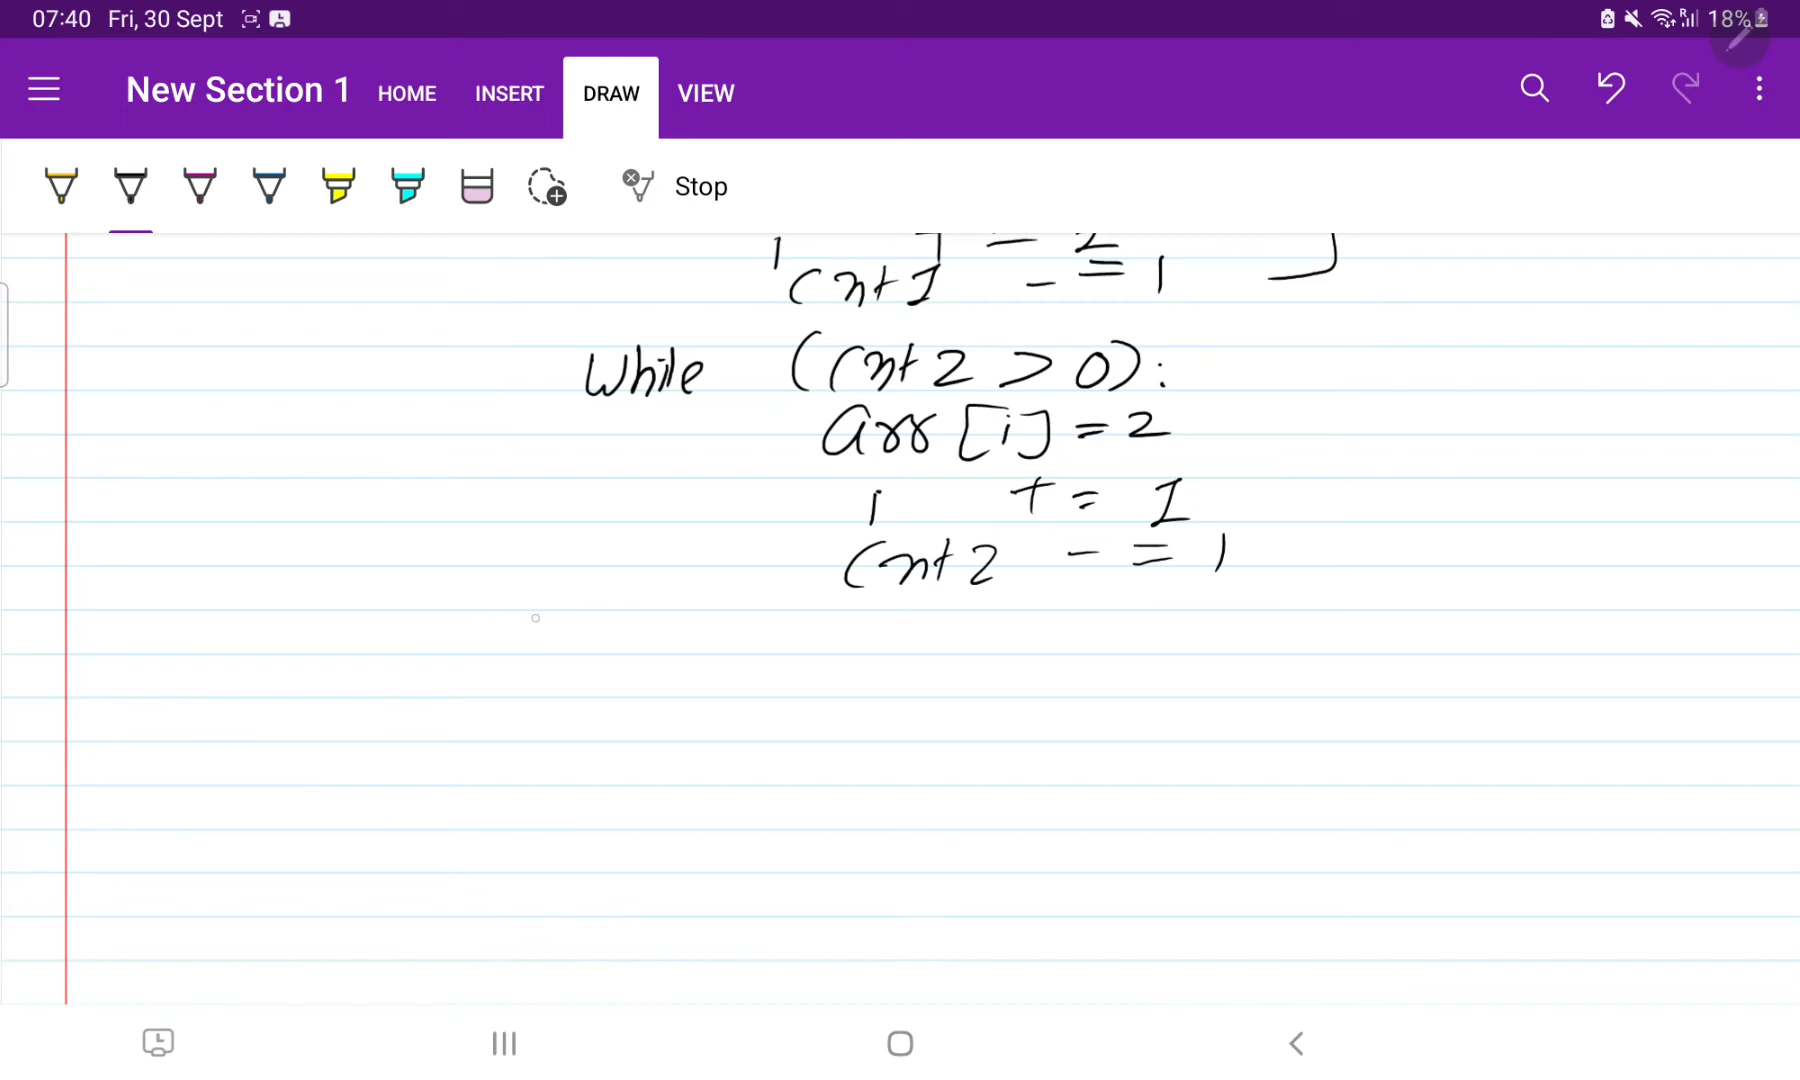 07:40 Fri, 30 Sept 18%
New Section 1 HOME INSERT DRAW VIEW
Stop
cnt1 -= 1
While (cnt2 > 0):
arr[i] = 2
i += 1
cnt2 -= 1